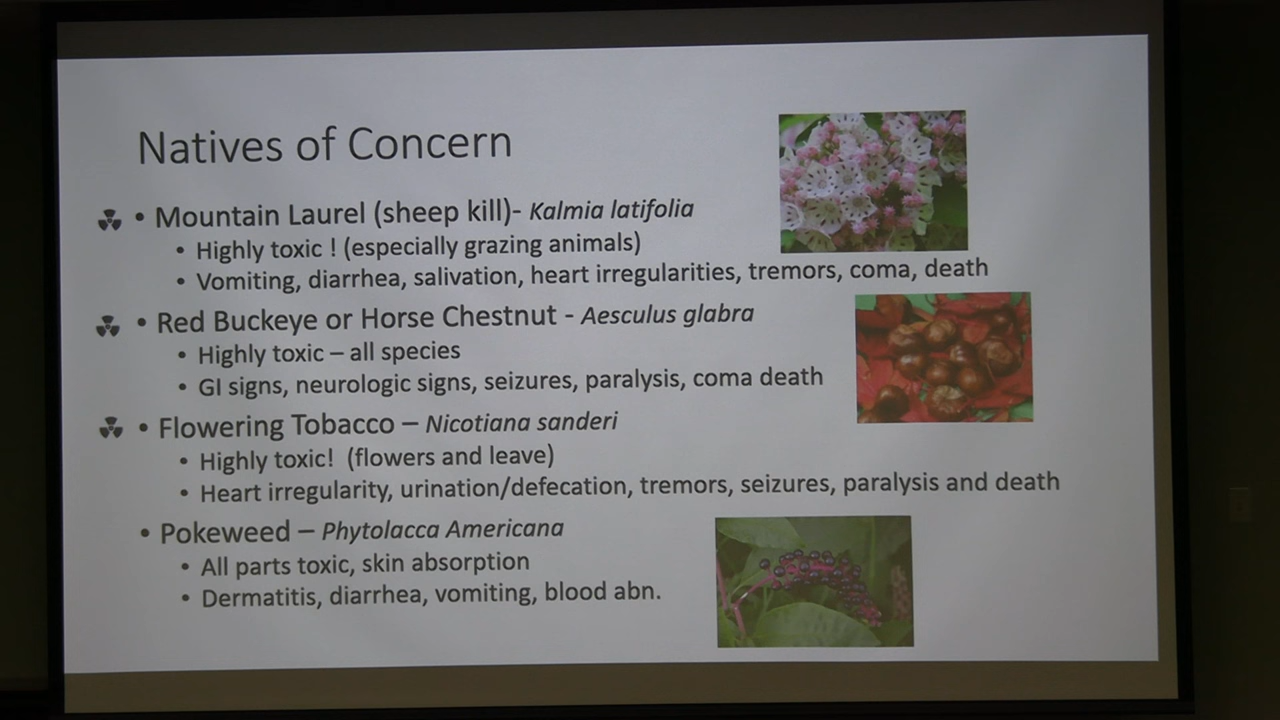 Natives of Concern
• Mountain Laurel (sheep kill)- Kalmia latifolia
• Highly toxic ! (especially grazing animals)
• Vomiting, diarrhea, salivation, heart irregularities, tremors, coma, death
• Red Buckeye or Horse Chestnut - Aesculus glabra
• Highly toxic – all species
• GI signs, neurologic signs, seizures, paralysis, coma death
• Flowering Tobacco – Nicotiana sanderi
• Highly toxic! (flowers and leave)
• Heart irregularity, urination/defecation, tremors, seizures, paralysis and death
• Pokeweed – Phytolacca Americana
• All parts toxic, skin absorption
• Dermatitis, diarrhea, vomiting, blood abn.